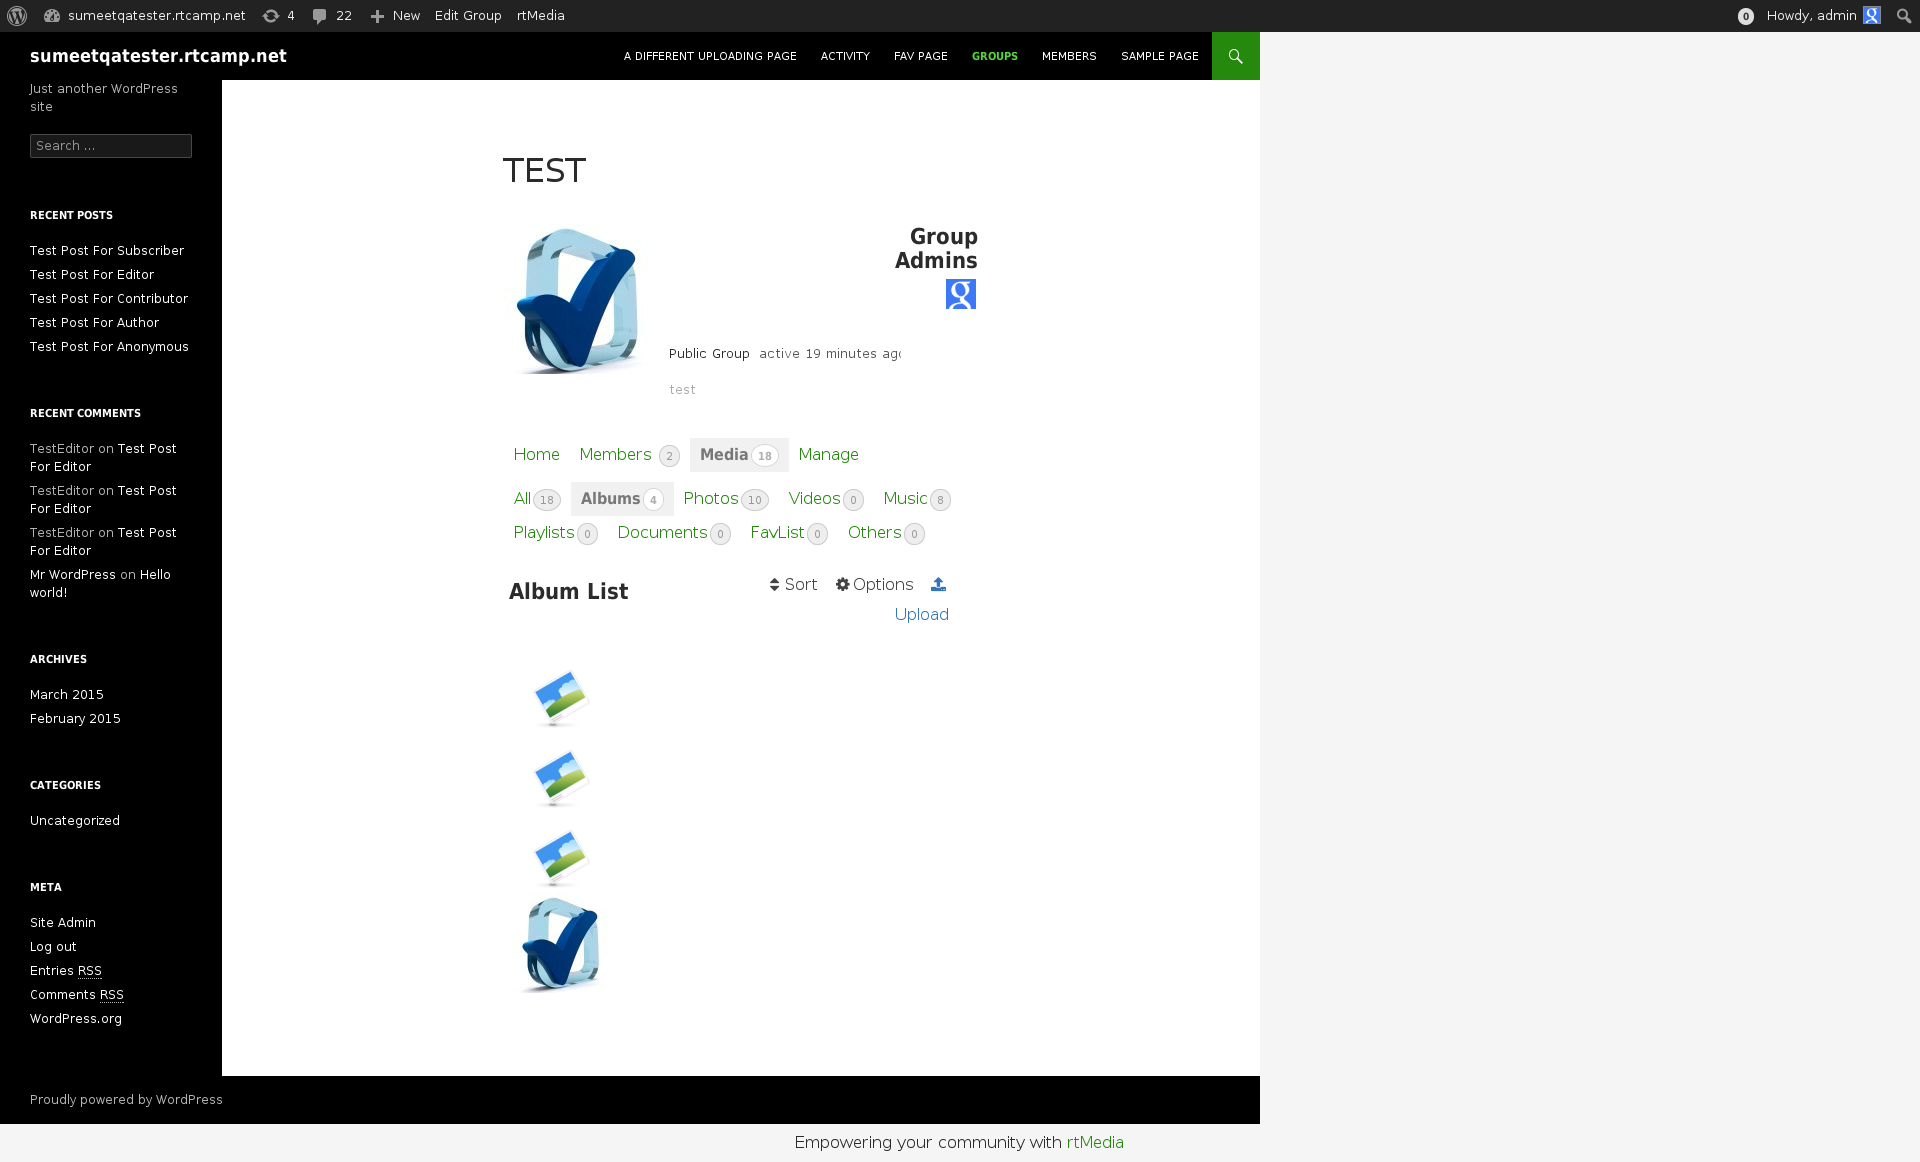 sumeetqatester.rtcamp.net 4 22 New Edit Group rtMedia 0 Howdy, admin
sumeetqatester.rtcamp.net
A DIFFERENT UPLOADING PAGE ACTIVITY FAV PAGE GROUPS MEMBERS SAMPLE PAGE
Just another WordPress
site
Search ...
RECENT POSTS
Test Post For Subscriber
Test Post For Editor
Test Post For Contributor
Test Post For Author
Test Post For Anonymous
RECENT COMMENTS
TestEditor on Test Post
For Editor
TestEditor on Test Post
For Editor
TestEditor on Test Post
For Editor
Mr WordPress on Hello
world!
ARCHIVES
March 2015
February 2015
CATEGORIES
Uncategorized
META
Site Admin
Log out
Entries RSS
Comments RSS
WordPress.org
TEST
Group
Admins
g
Public Group active 19 minutes ago
test
Home Members 2 Media 18 Manage
All 18 Albums 4 Photos 10 Videos 0 Music 8
Playlists 0 Documents 0 FavList 0 Others 0
Album List
Sort Options
Upload
Proudly powered by WordPress
Empowering your community with rtMedia